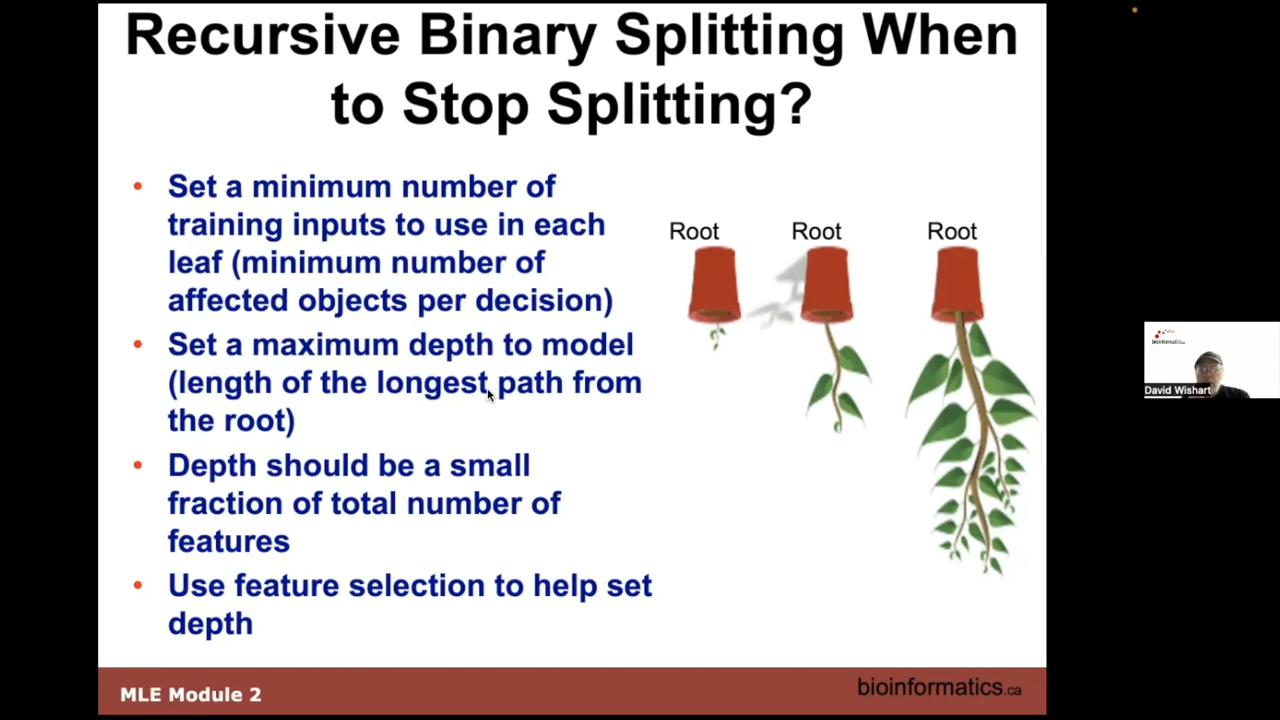 Recursive Binary Splitting When
to Stop Splitting?
• Set a minimum number of
training inputs to use in each
leaf (minimum number of
affected objects per decision)
• Set a maximum depth to model
(length of the longest path from
the root)
• Depth should be a small
fraction of total number of
features
• Use feature selection to help set
depth
Root Root Root
MLE Module 2
bioinformatics.ca
bioinformatics.ca
David Wishart